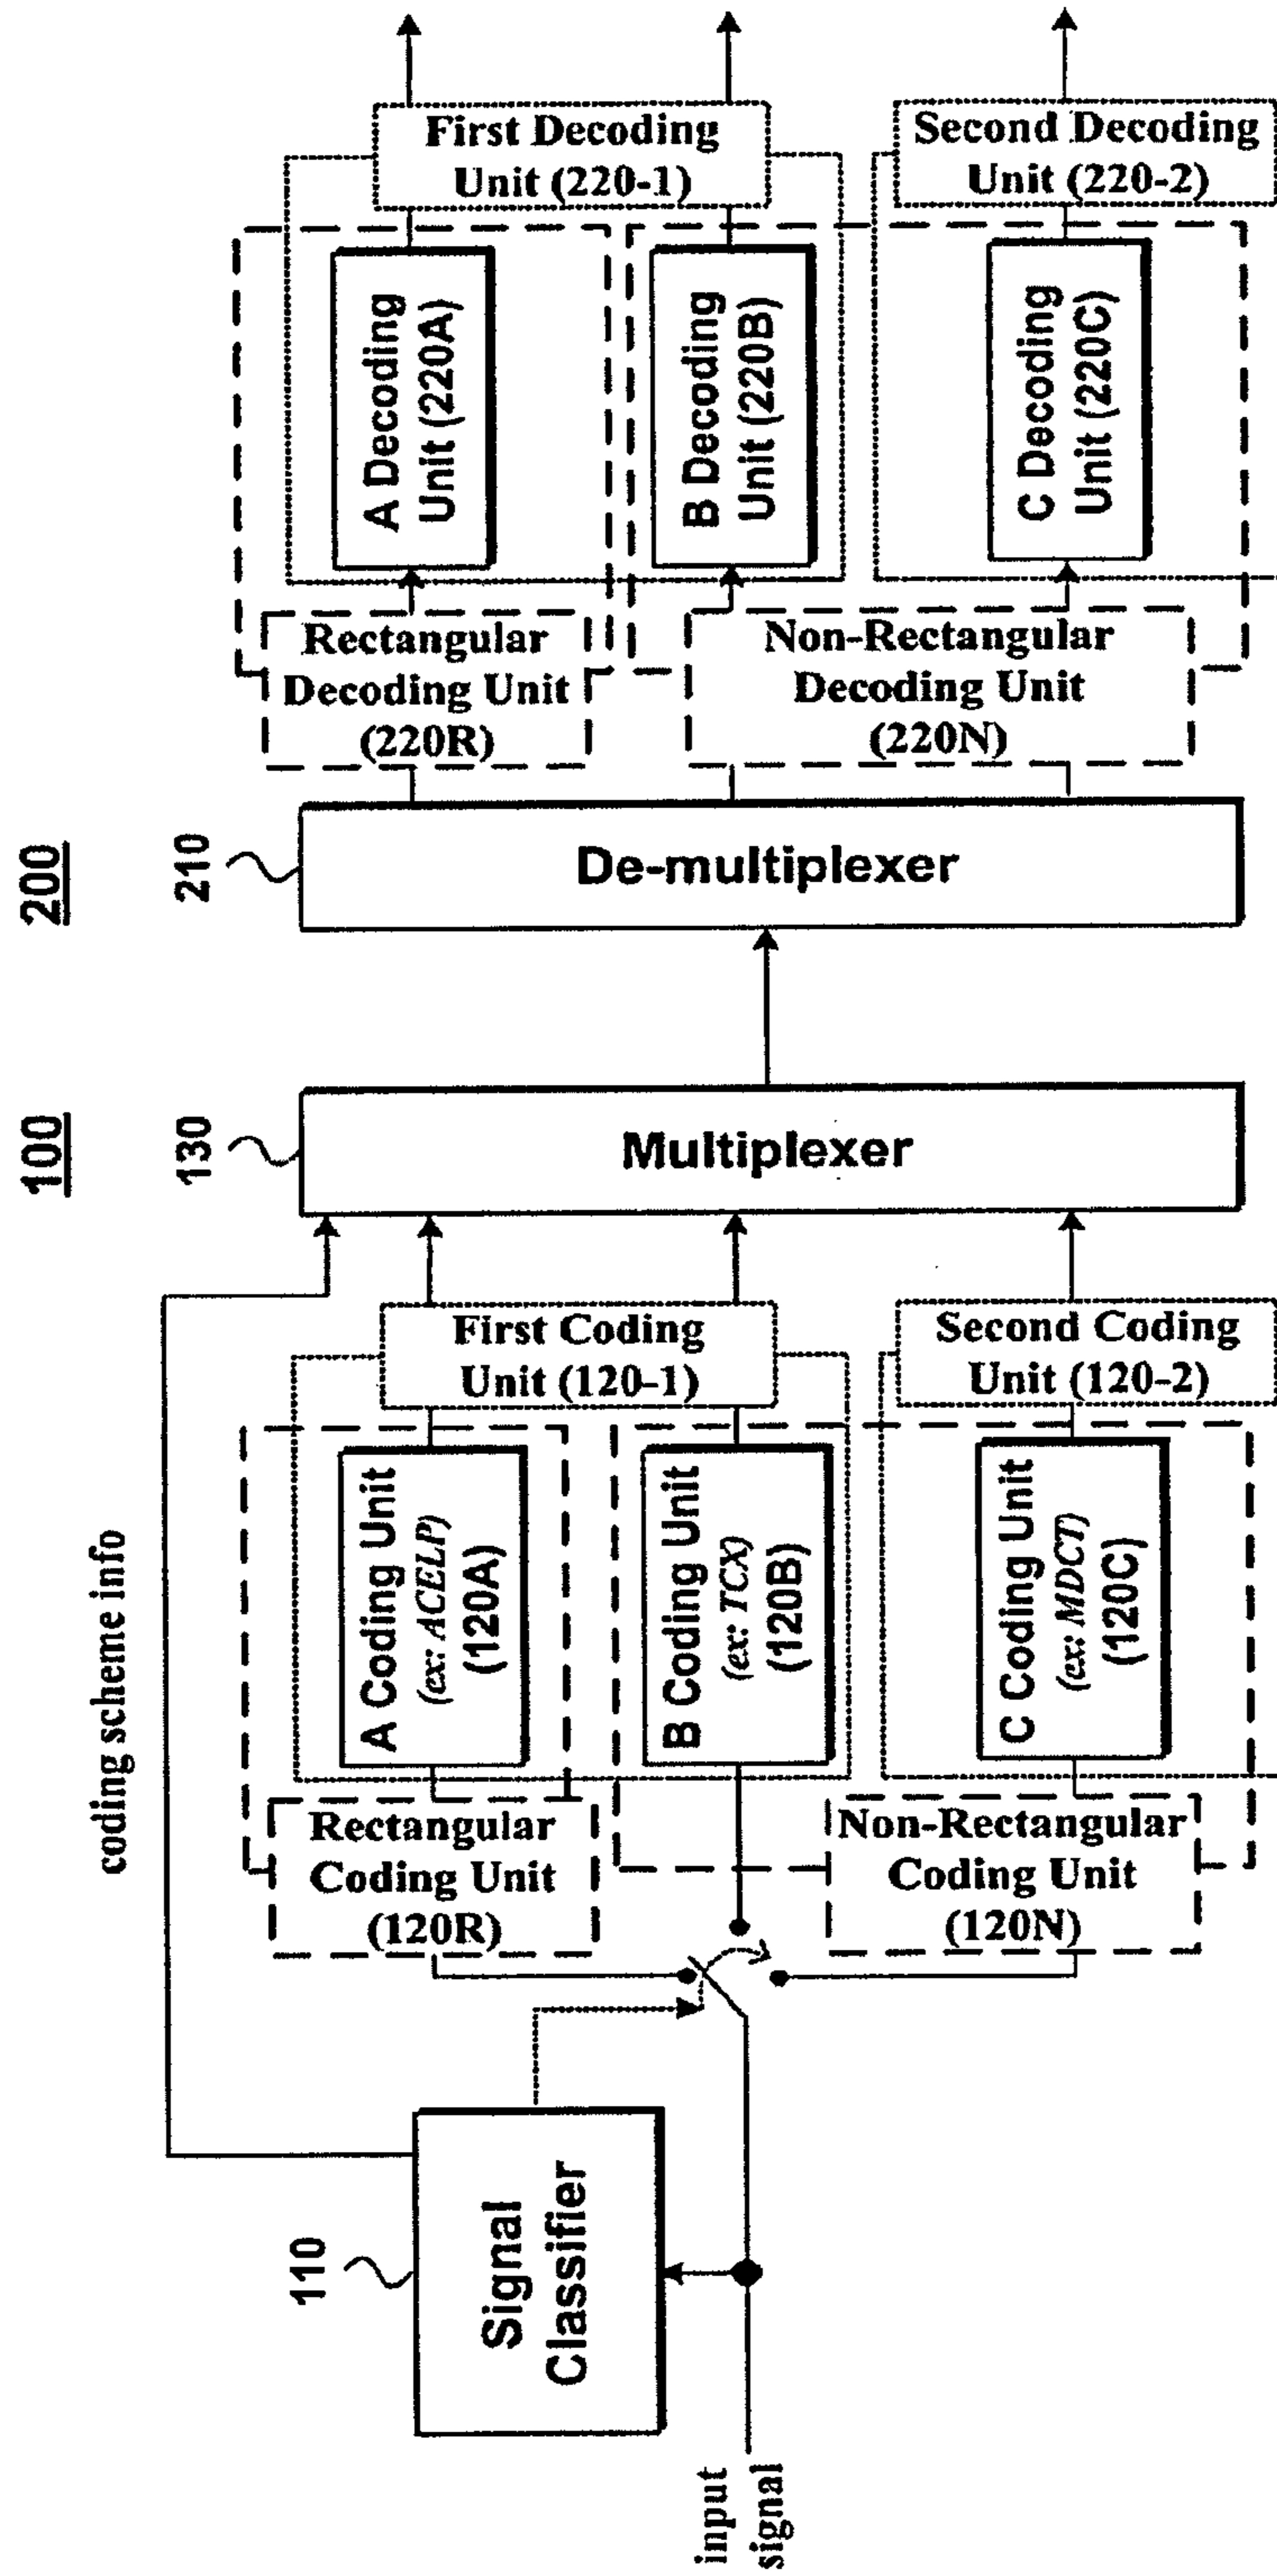 100
200
coding scheme info
110
Signal
Classifier
input
signal
Rectangular
Coding Unit
(120R)
A Coding Unit
(ex: ACELP)
(120A)
First Coding
Unit (120-1)
B Coding Unit
(ex: TCX)
(120B)
Non-Rectangular
Coding Unit
(120N)
C Coding Unit
(ex: MDCT)
(120C)
Second Coding
Unit (120-2)
130
Multiplexer
210
De-multiplexer
Rectangular
Decoding Unit
(220R)
A Decoding
Unit (220A)
First Decoding
Unit (220-1)
B Decoding
Unit (220B)
Non-Rectangular
Decoding Unit
(220N)
C Decoding
Unit (220C)
Second Decoding
Unit (220-2)